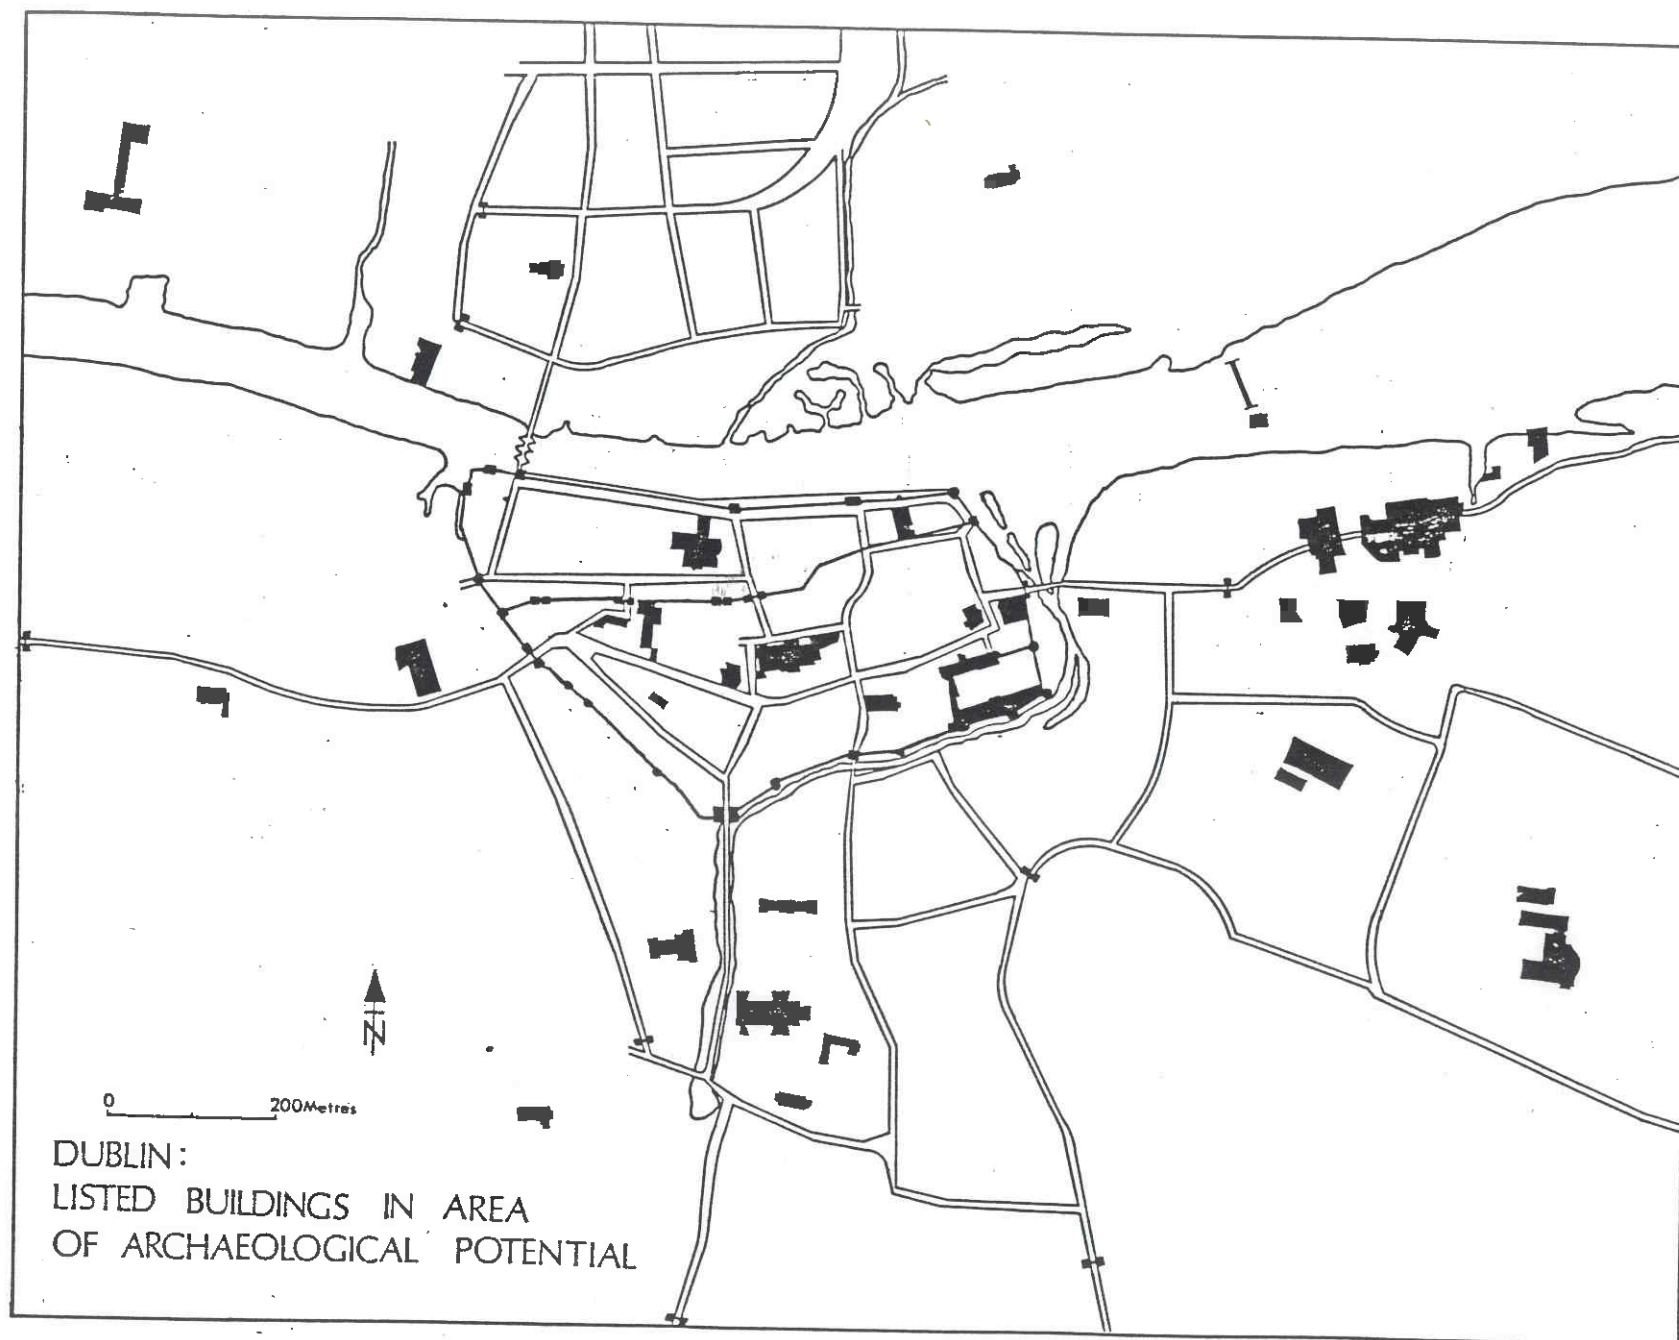 N
0 200Metres
DUBLIN:
LISTED BUILDINGS IN AREA
OF ARCHAEOLOGICAL POTENTIAL